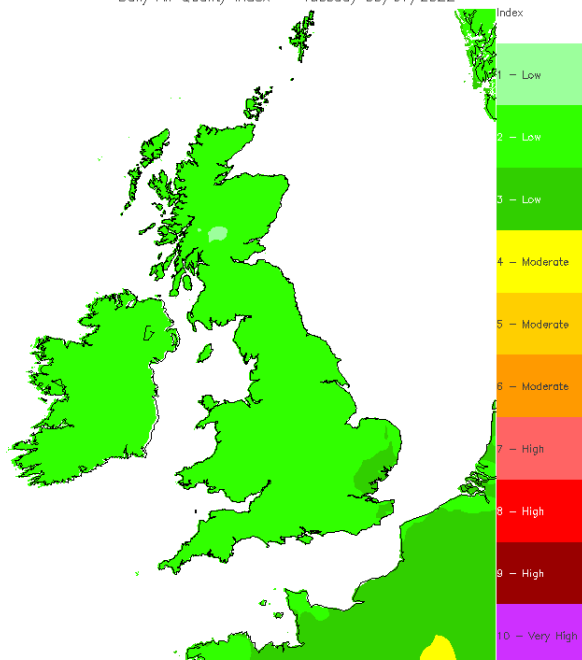 Index
1 - Low
2 - Low
3 - Low
4 - Moderate
5 - Moderate
6 - Moderate
7 - High
8 - High
9 - High
10 - Very High